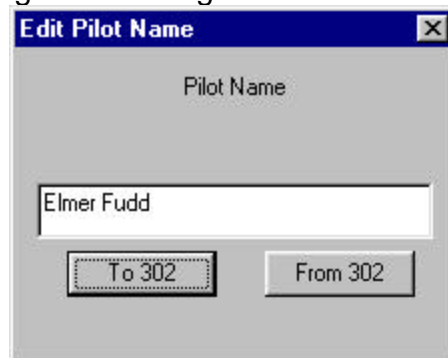 Edit Pilot Name
Pilot Name
Elmer Fudd
To 302
From 302